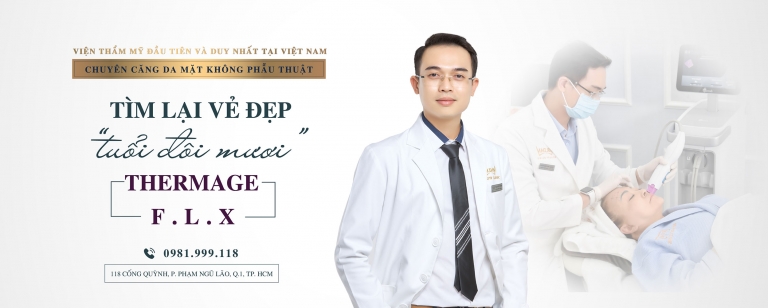 VIỆN THẨM MỸ ĐẦU TIÊN VÀ DUY NHẤT TẠI VIỆT NAM
CHUYÊN CĂNG DA MẶT KHÔNG PHẪU THUẬT
TÌM LẠI VẺ ĐẸP
“tuổi đôi mươi”
THERMAGE
F . L . X
0981.999.118
118 CỐNG QUỲNH, P. PHẠM NGŨ LÃO, Q.1, TP. HCM